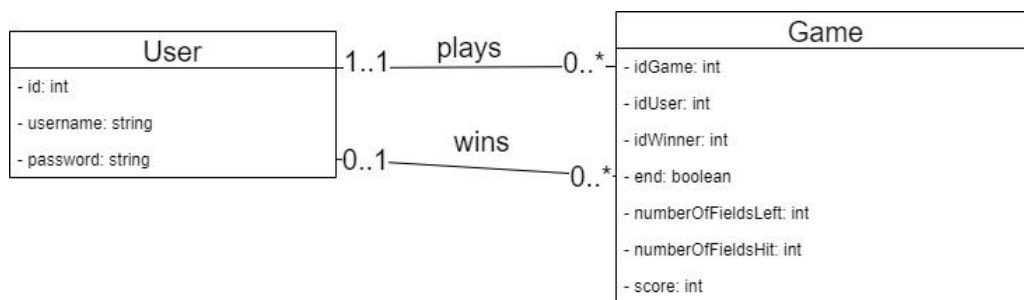 User
- id: int
- username: string
- password: string
1..1
plays
0..*
0..1
wins
0..*
Game
- idGame: int
- idUser: int
- idWinner: int
- end: boolean
- numberOfFieldsLeft: int
- numberOfFieldsHit: int
- score: int